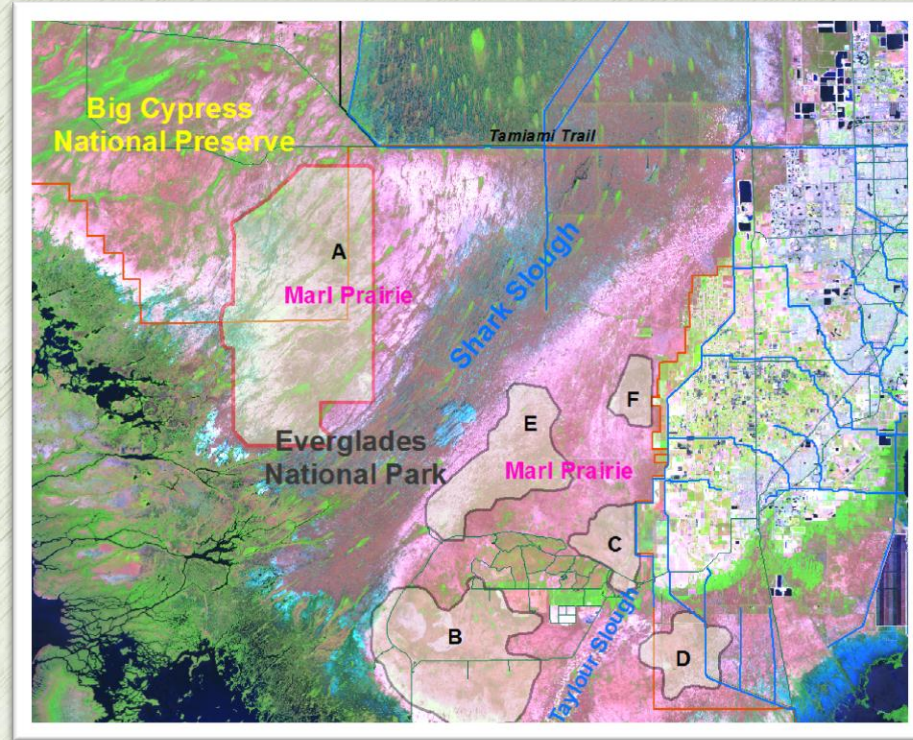 Big Cypress
National Preserve
Tamiami Trail
A
Marl Prairie
Shark Slough
F
E
Everglades
National Park
Marl Prairie
C
B
D
Taylour Slough